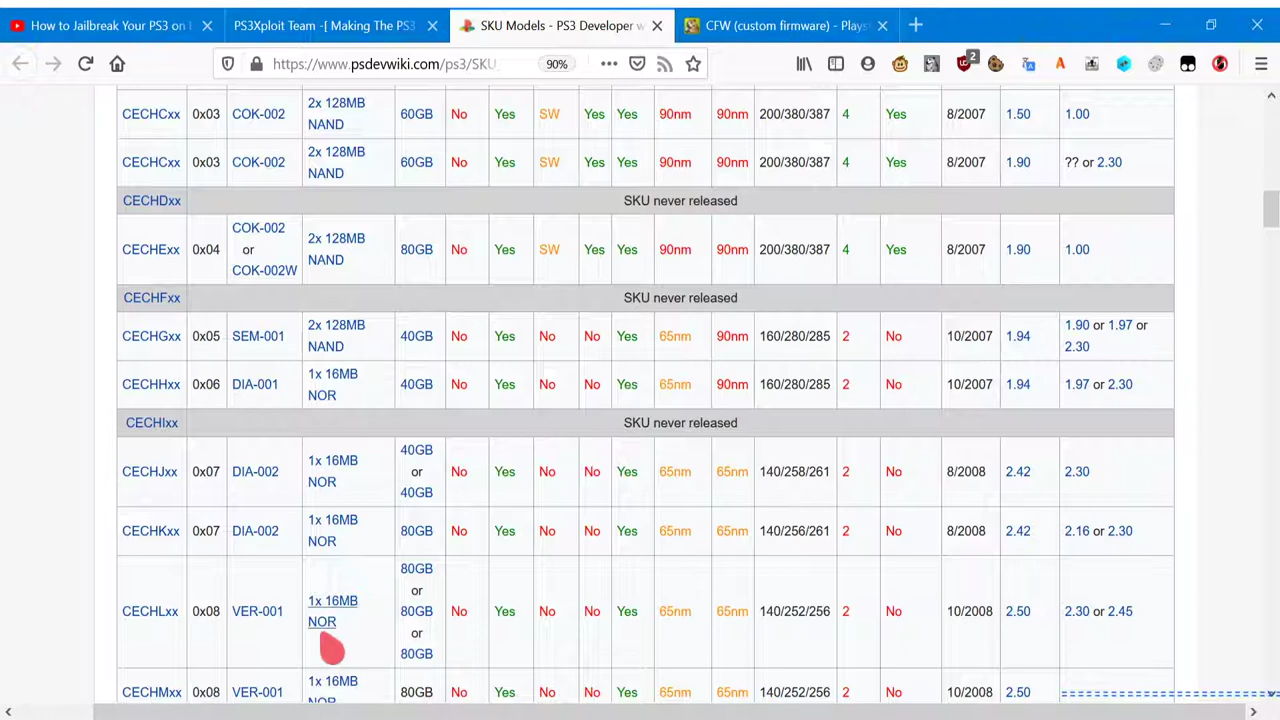 How to Jailbreak Your PS3 on
PS3Xploit Team -[ Making The PS3
SKU Models - PS3 Developer w
CFW (custom firmware) - Plays
https://www.psdevwiki.com/ps3/SKU_
90%
2
CECHCxx 0x03 COK-002 2x 128MB NAND 60GB No Yes SW Yes Yes 90nm 90nm 200/380/387 4 Yes 8/2007 1.50 1.00
CECHCxx 0x03 COK-002 2x 128MB NAND 60GB No Yes SW Yes Yes 90nm 90nm 200/380/387 4 Yes 8/2007 1.90 ?? or 2.30
CECHDxx SKU never released
CECHExx 0x04 COK-002 or COK-002W 2x 128MB NAND 80GB No Yes SW Yes Yes 90nm 90nm 200/380/387 4 Yes 8/2007 1.90 1.00
CECHFxx SKU never released
CECHGxx 0x05 SEM-001 2x 128MB NAND 40GB No Yes No No Yes 65nm 90nm 160/280/285 2 No 10/2007 1.94 1.90 or 1.97 or 2.30
CECHHxx 0x06 DIA-001 1x 16MB NOR 40GB No Yes No No Yes 65nm 90nm 160/280/285 2 No 10/2007 1.94 1.97 or 2.30
CECHIxx SKU never released
CECHJxx 0x07 DIA-002 1x 16MB NOR 40GB or 40GB No Yes No No Yes 65nm 65nm 140/258/261 2 No 8/2008 2.42 2.30
CECHKxx 0x07 DIA-002 1x 16MB NOR 80GB No Yes No No Yes 65nm 65nm 140/256/261 2 No 8/2008 2.42 2.16 or 2.30
CECHLxx 0x08 VER-001 1x 16MB NOR 80GB or 80GB or 80GB No Yes No No Yes 65nm 65nm 140/252/256 2 No 10/2008 2.50 2.30 or 2.45
CECHMxx 0x08 VER-001 1x 16MB NOR 80GB No Yes No No Yes 65nm 65nm 140/252/256 2 No 10/2008 2.50